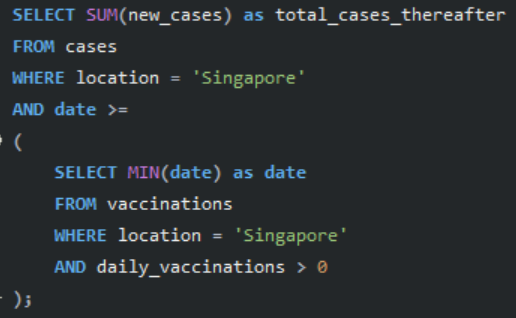 SELECT SUM(new_cases) as total_cases_thereafter
FROM cases
WHERE location = 'Singapore'
AND date >=
(
SELECT MIN(date) as date
FROM vaccinations
WHERE location = 'Singapore'
AND daily_vaccinations > 0
);